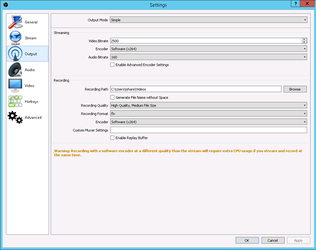 Settings
General
Stream
Output
Audio
Video
Hotkeys
Advanced
Output Mode Simple
Streaming
Video Bitrate 2500
Encoder Software (x264)
Audio Bitrate 160
Enable Advanced Encoder Settings
Recording
Recording Path Browse
Generate File Name without Space
Recording Quality High Quality, Medium File Size
Recording Format flv
Encoder Software (x264)
Custom Muxer Settings
Enable Replay Buffer
Warning: Recording with a software encoder at a different quality than the stream will require extra CPU usage if you stream and record at
the same time.
OK Cancel Apply